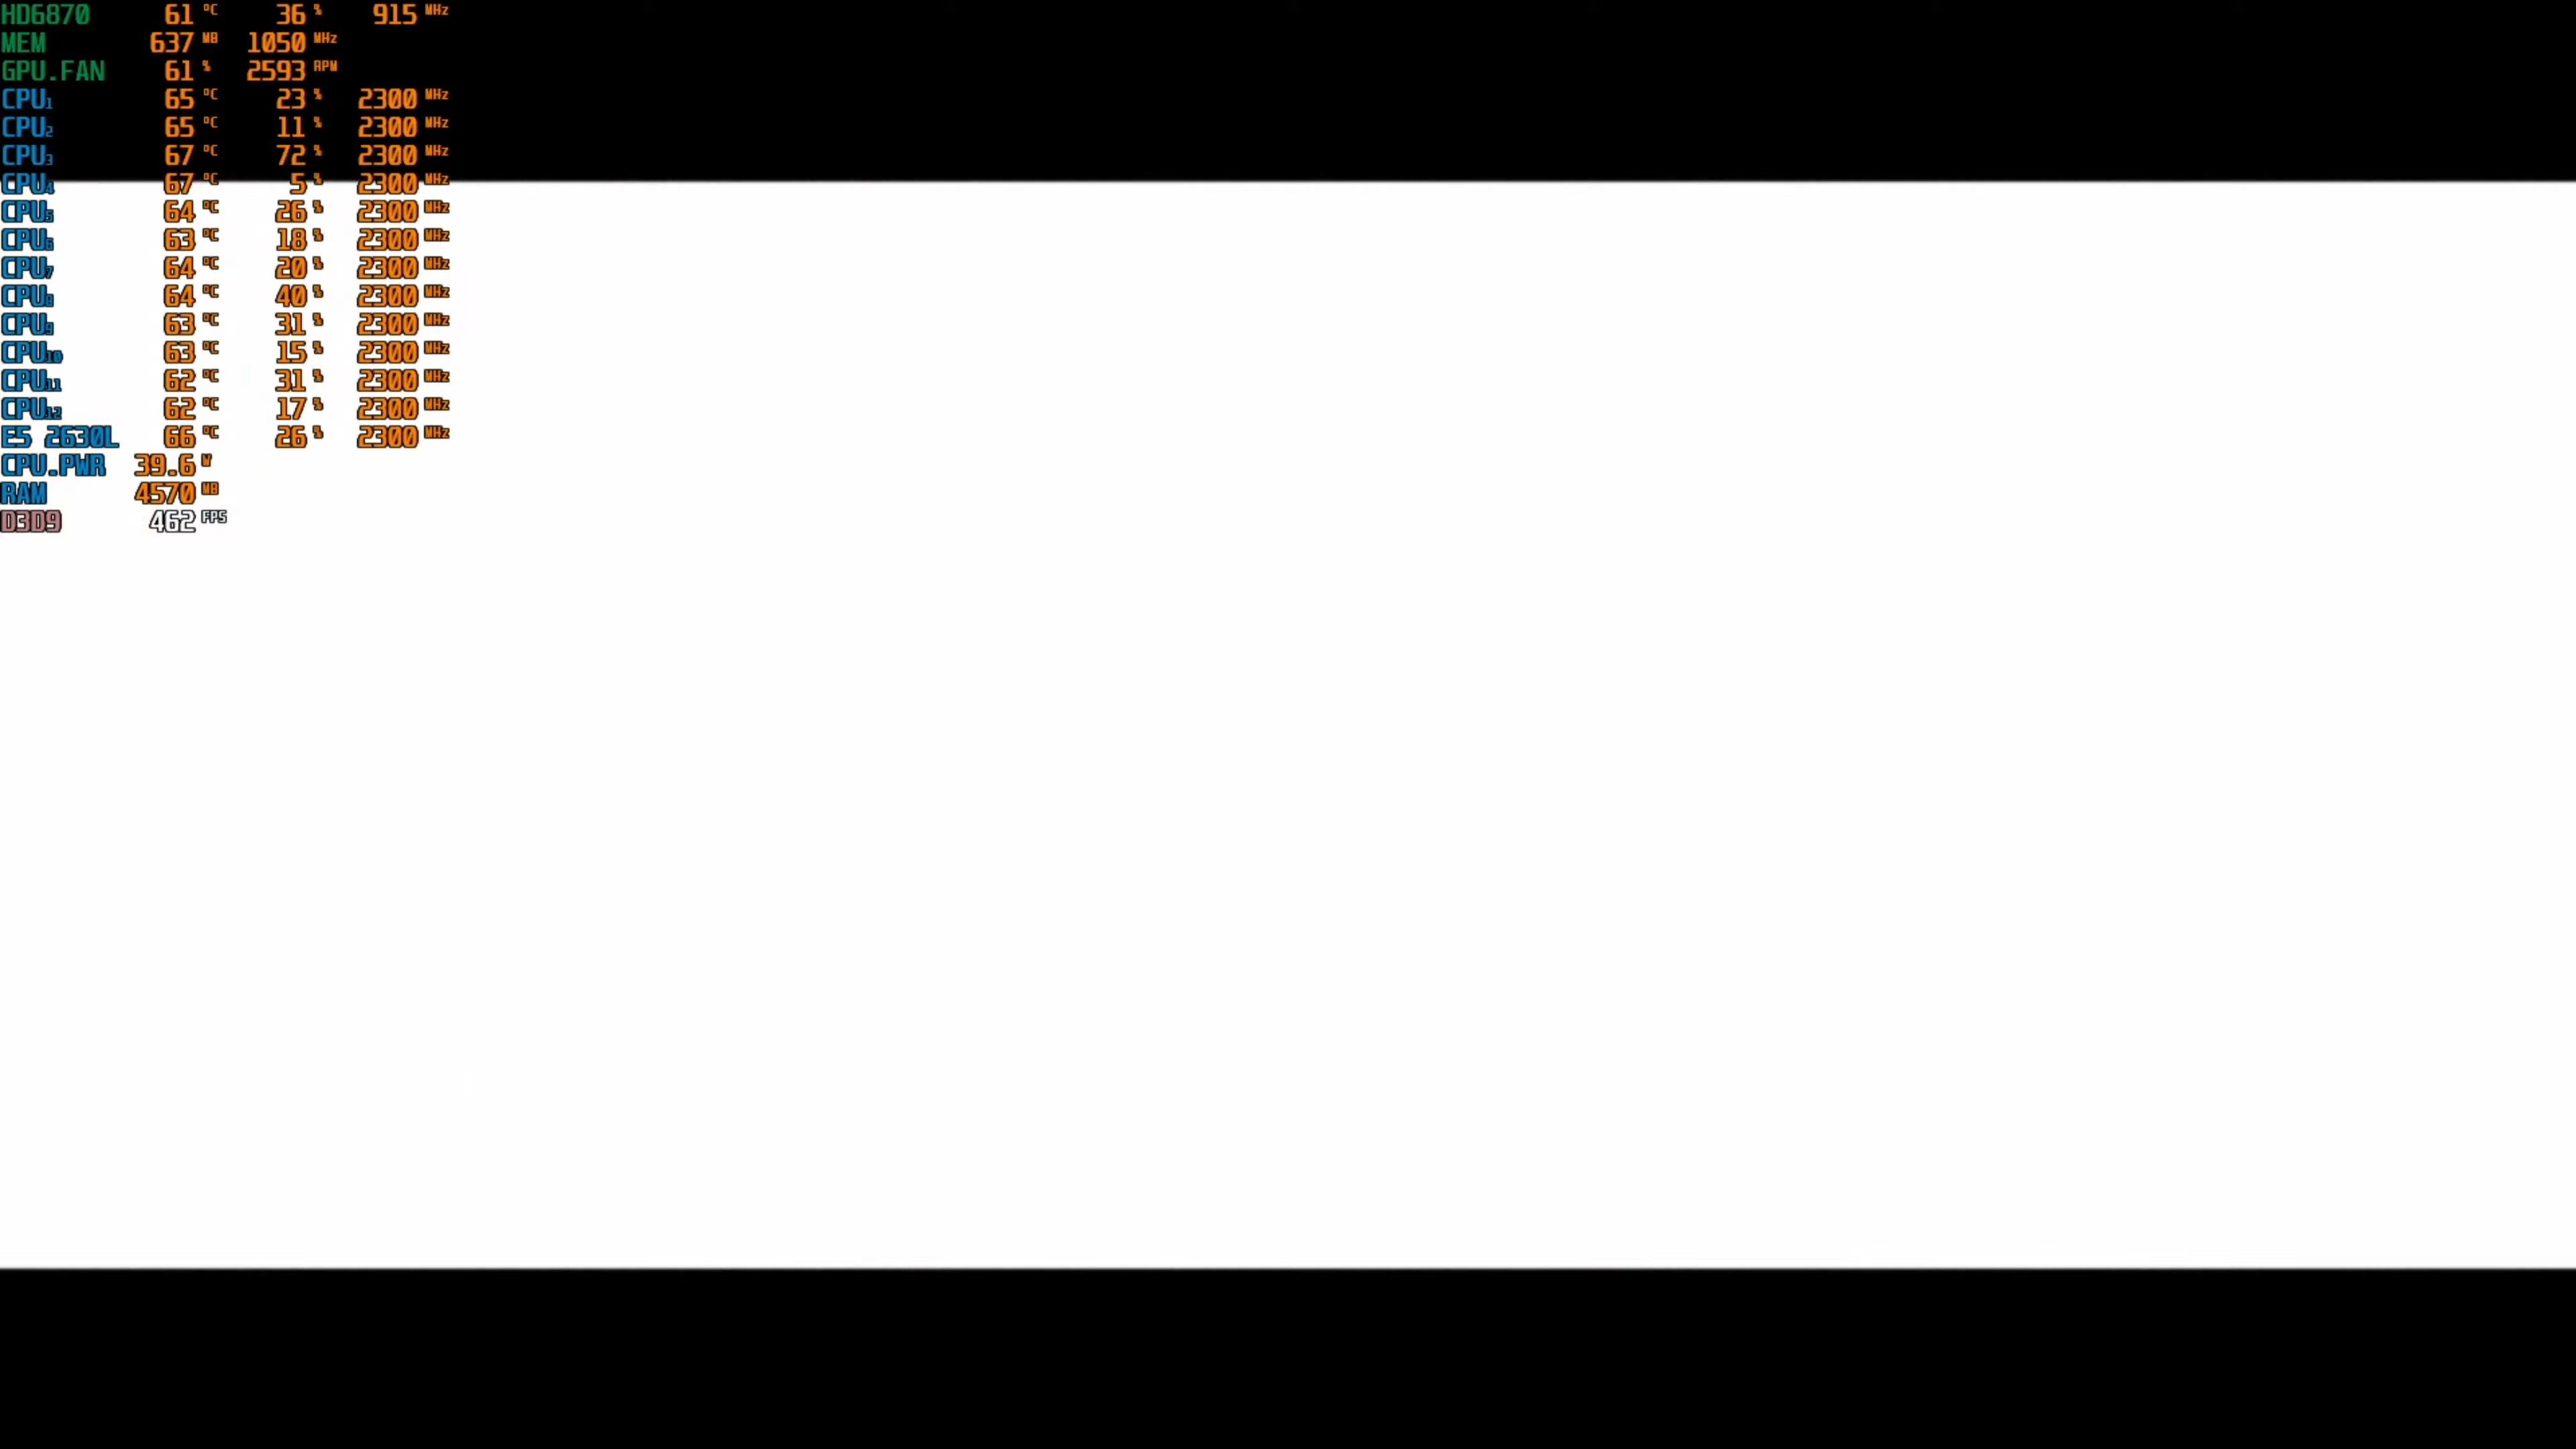 HD6870 61 °C 36 % 915 MHz
MEM 637 MB 1050 MHz
GPU.FAN 61 % 2593 RPM
CPU1 65 °C 23 % 2300 MHz
CPU2 65 °C 11 % 2300 MHz
CPU3 67 °C 72 % 2300 MHz
CPU4 67 °C 5 % 2300 MHz
CPU5 64 °C 26 % 2300 MHz
CPU6 63 °C 18 % 2300 MHz
CPU7 64 °C 20 % 2300 MHz
CPU8 64 °C 40 % 2300 MHz
CPU9 63 °C 31 % 2300 MHz
CPU10 63 °C 15 % 2300 MHz
CPU11 62 °C 31 % 2300 MHz
CPU12 62 °C 17 % 2300 MHz
E5 2630L 66 °C 26 % 2300 MHz
CPU.PWR 39.6 W
RAM 4570 MB
D3D9 462 FPS